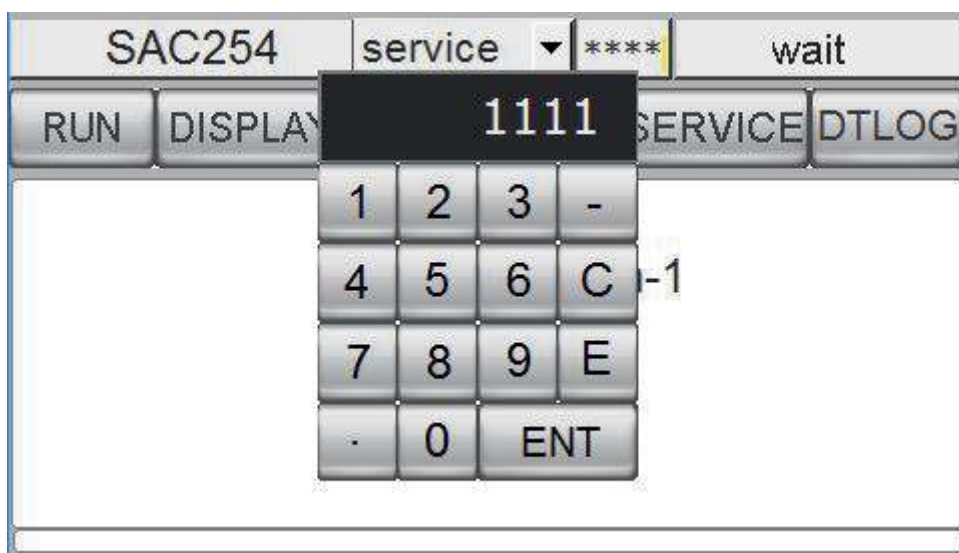 SAC254 service **** wait
RUN DISPLAY 1111 SERVICE DTLOG
1 2 3 -
4 5 6 C -1
7 8 9 E
. 0 ENT